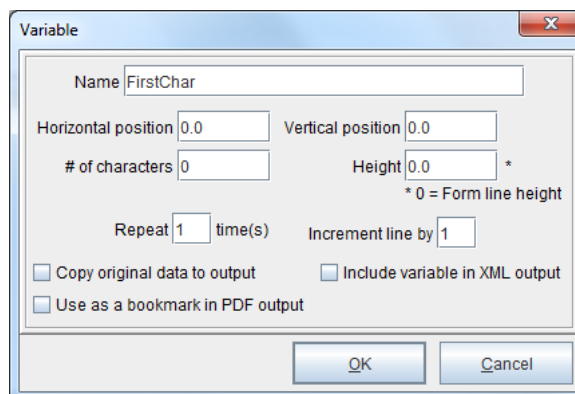 Variable
Name FirstChar
Horizontal position 0.0 Vertical position 0.0
# of characters 0 Height 0.0 *
* 0 = Form line height
Repeat 1 time(s) Increment line by 1
Copy original data to output Include variable in XML output
Use as a bookmark in PDF output
OK Cancel